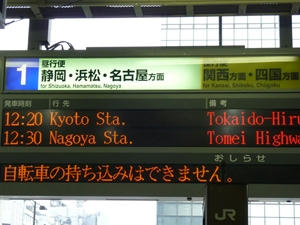 昼行便
1 静岡・浜松・名古屋方面
for Shizuoka, Hamamatsu, Nagoya
関西方面・四国方面
for Kansai, Shikoku, Chugoku
発車時刻 行先 備考
12:20 Kyoto Sta. Tokaido-Hiru
12:30 Nagoya Sta. Tomei Highwa
おしらせ
自転車の持ち込みはできません。
JR